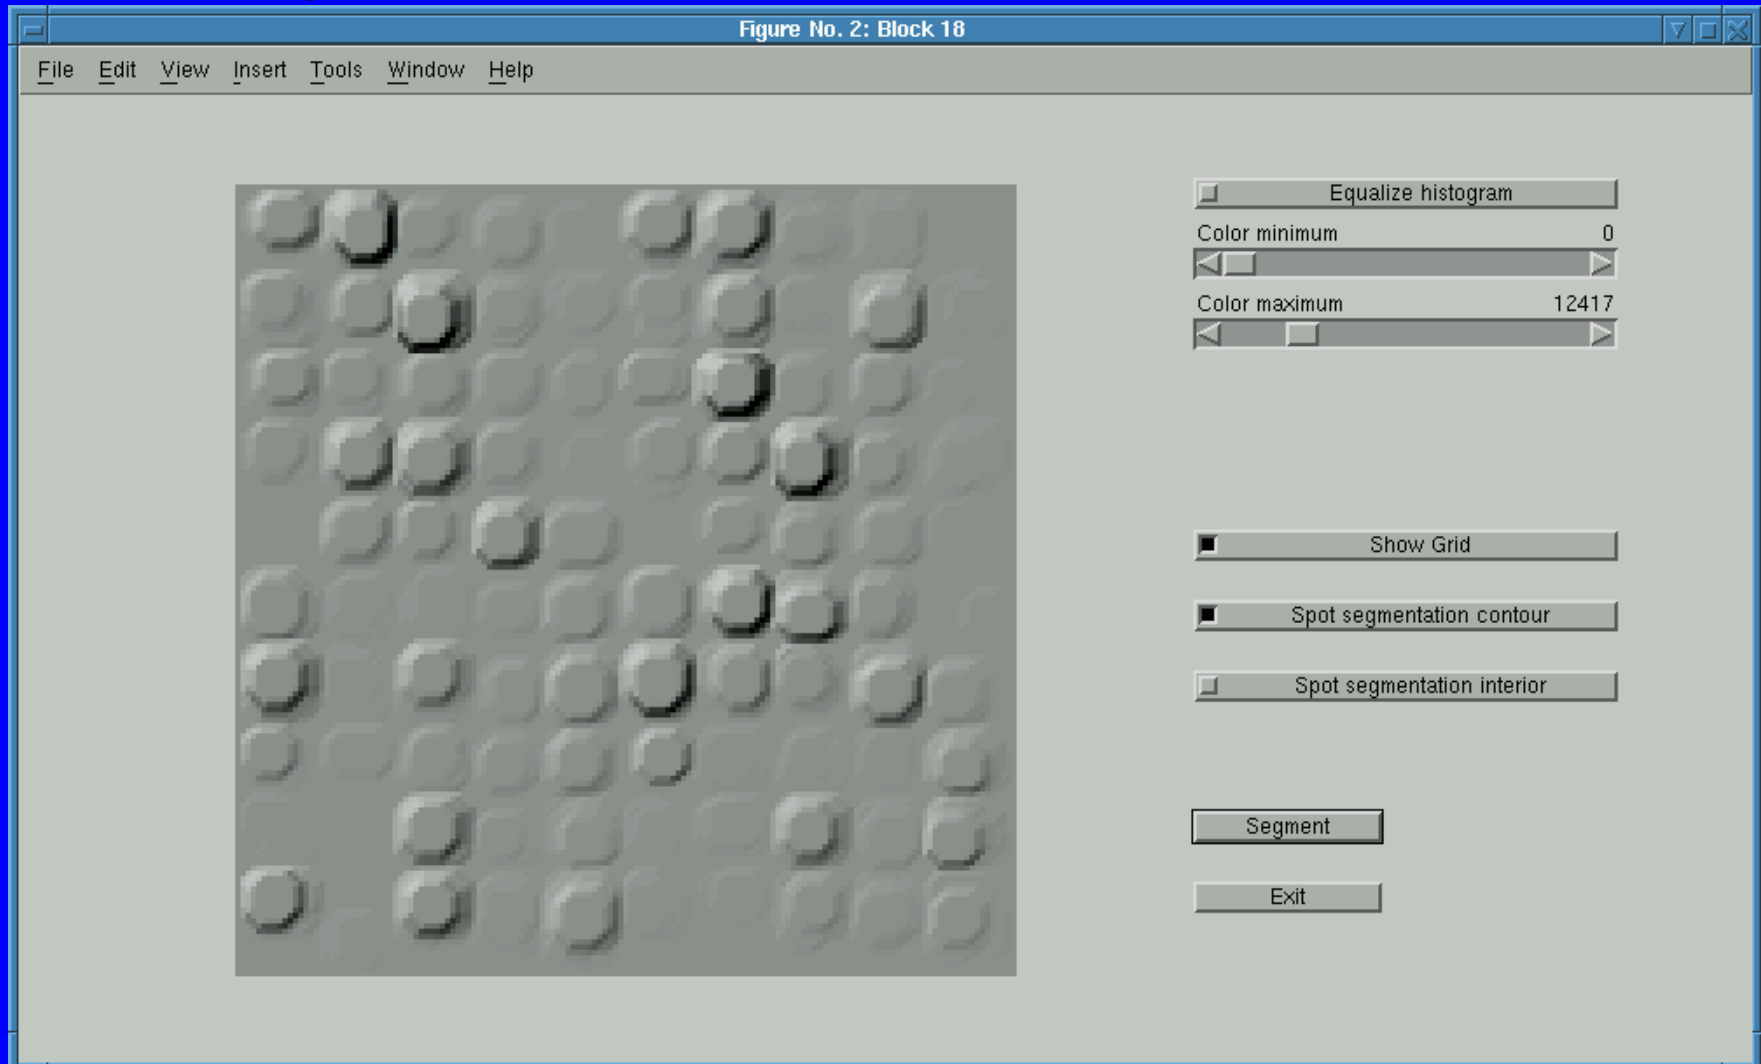 Figure No. 2: Block 18
File Edit View Insert Tools Window Help
Equalize histogram
Color minimum 0
Color maximum 12417
Show Grid
Spot segmentation contour
Spot segmentation interior
Segment
Exit